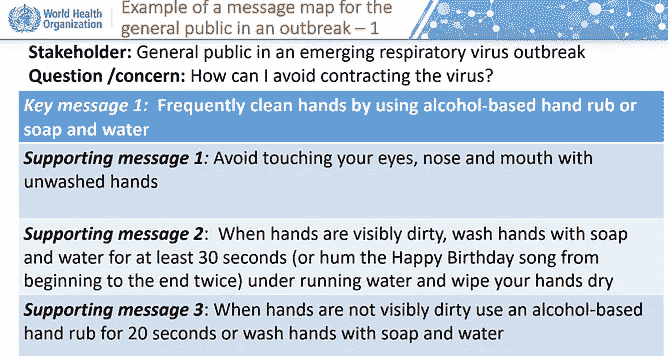 World Health
Organization
Example of a message map for the
general public in an outbreak – 1
Stakeholder: General public in an emerging respiratory virus outbreak
Question /concern: How can I avoid contracting the virus?
Key message 1: Frequently clean hands by using alcohol-based hand rub or
soap and water
Supporting message 1: Avoid touching your eyes, nose and mouth with
unwashed hands
Supporting message 2: When hands are visibly dirty, wash hands with soap
and water for at least 30 seconds (or hum the Happy Birthday song from
beginning to the end twice) under running water and wipe your hands dry
Supporting message 3: When hands are not visibly dirty use an alcohol-based
hand rub for 20 seconds or wash hands with soap and water